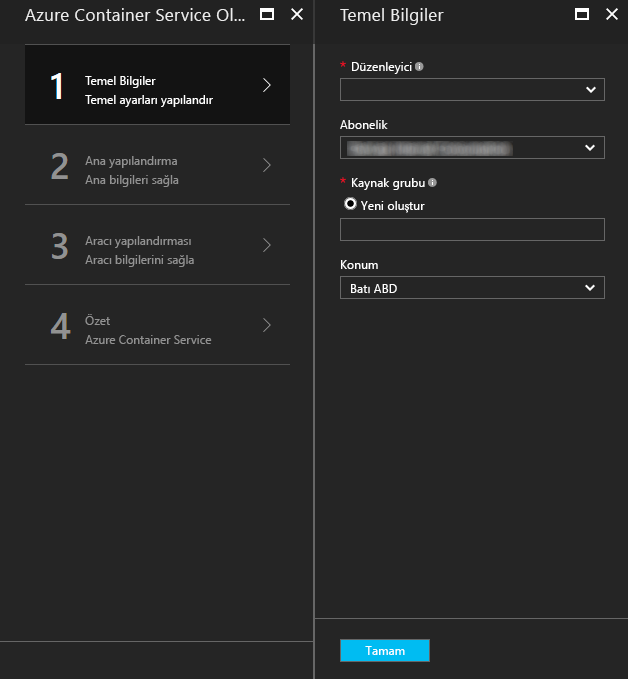 Azure Container Service Ol...
1
Temel Bilgiler
Temel ayarları yapılandır
2
Ana yapılandırma
Ana bilgileri sağla
3
Aracı yapılandırması
Aracı bilgilerini sağla
4
Özet
Azure Container Service
Temel Bilgiler
* Düzenleyici
Abonelik
* Kaynak grubu
Yeni oluştur
Konum
Batı ABD
Tamam